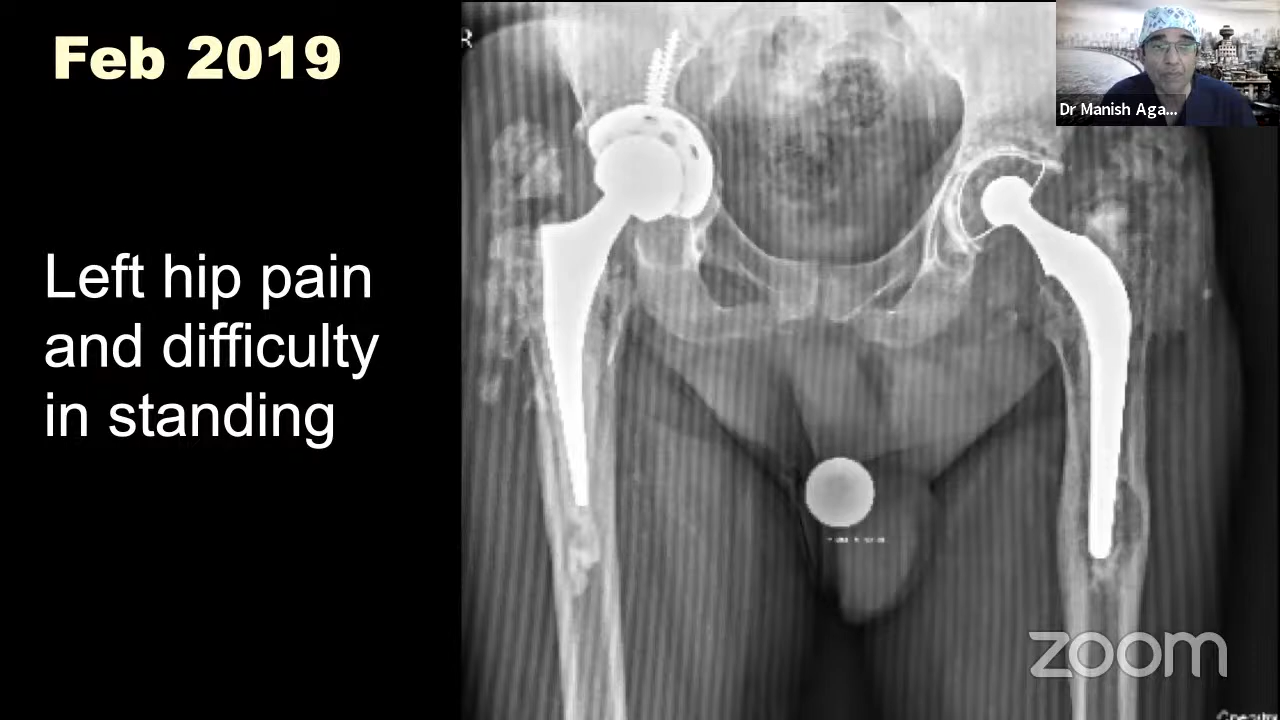 Feb 2019
R
Dr Manish Aga...
Left hip pain
and difficulty
in standing
zoom